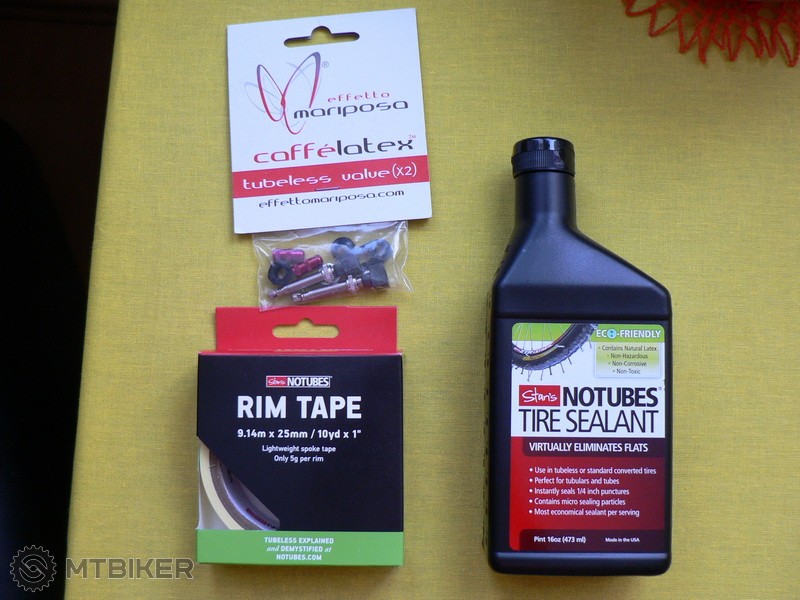 effetto
mariposa
®
caffélatex™
tubeless valve (x2)
effettomariposa.com
Stan's NOTUBES
RIM TAPE
9.14m x 25mm / 10yd x 1"
Lightweight spoke tape
Only 5g per rim
TUBELESS EXPLAINED
and DEMYSTIFIED at
NOTUBES.COM
ECO-FRIENDLY
• Contains Natural Latex
• Non-Hazardous
• Non-Corrosive
• Non-Toxic
Stan's NOTUBES
TIRE SEALANT
VIRTUALLY ELIMINATES FLATS
• Use in tubeless or standard converted tires
• Perfect for tubulars and tubes
• Instantly seals 1/4 inch punctures
• Contains micro sealing particles
• Most economical sealant per serving
Pint 16oz (473 ml) Made in the USA
MTBIKER